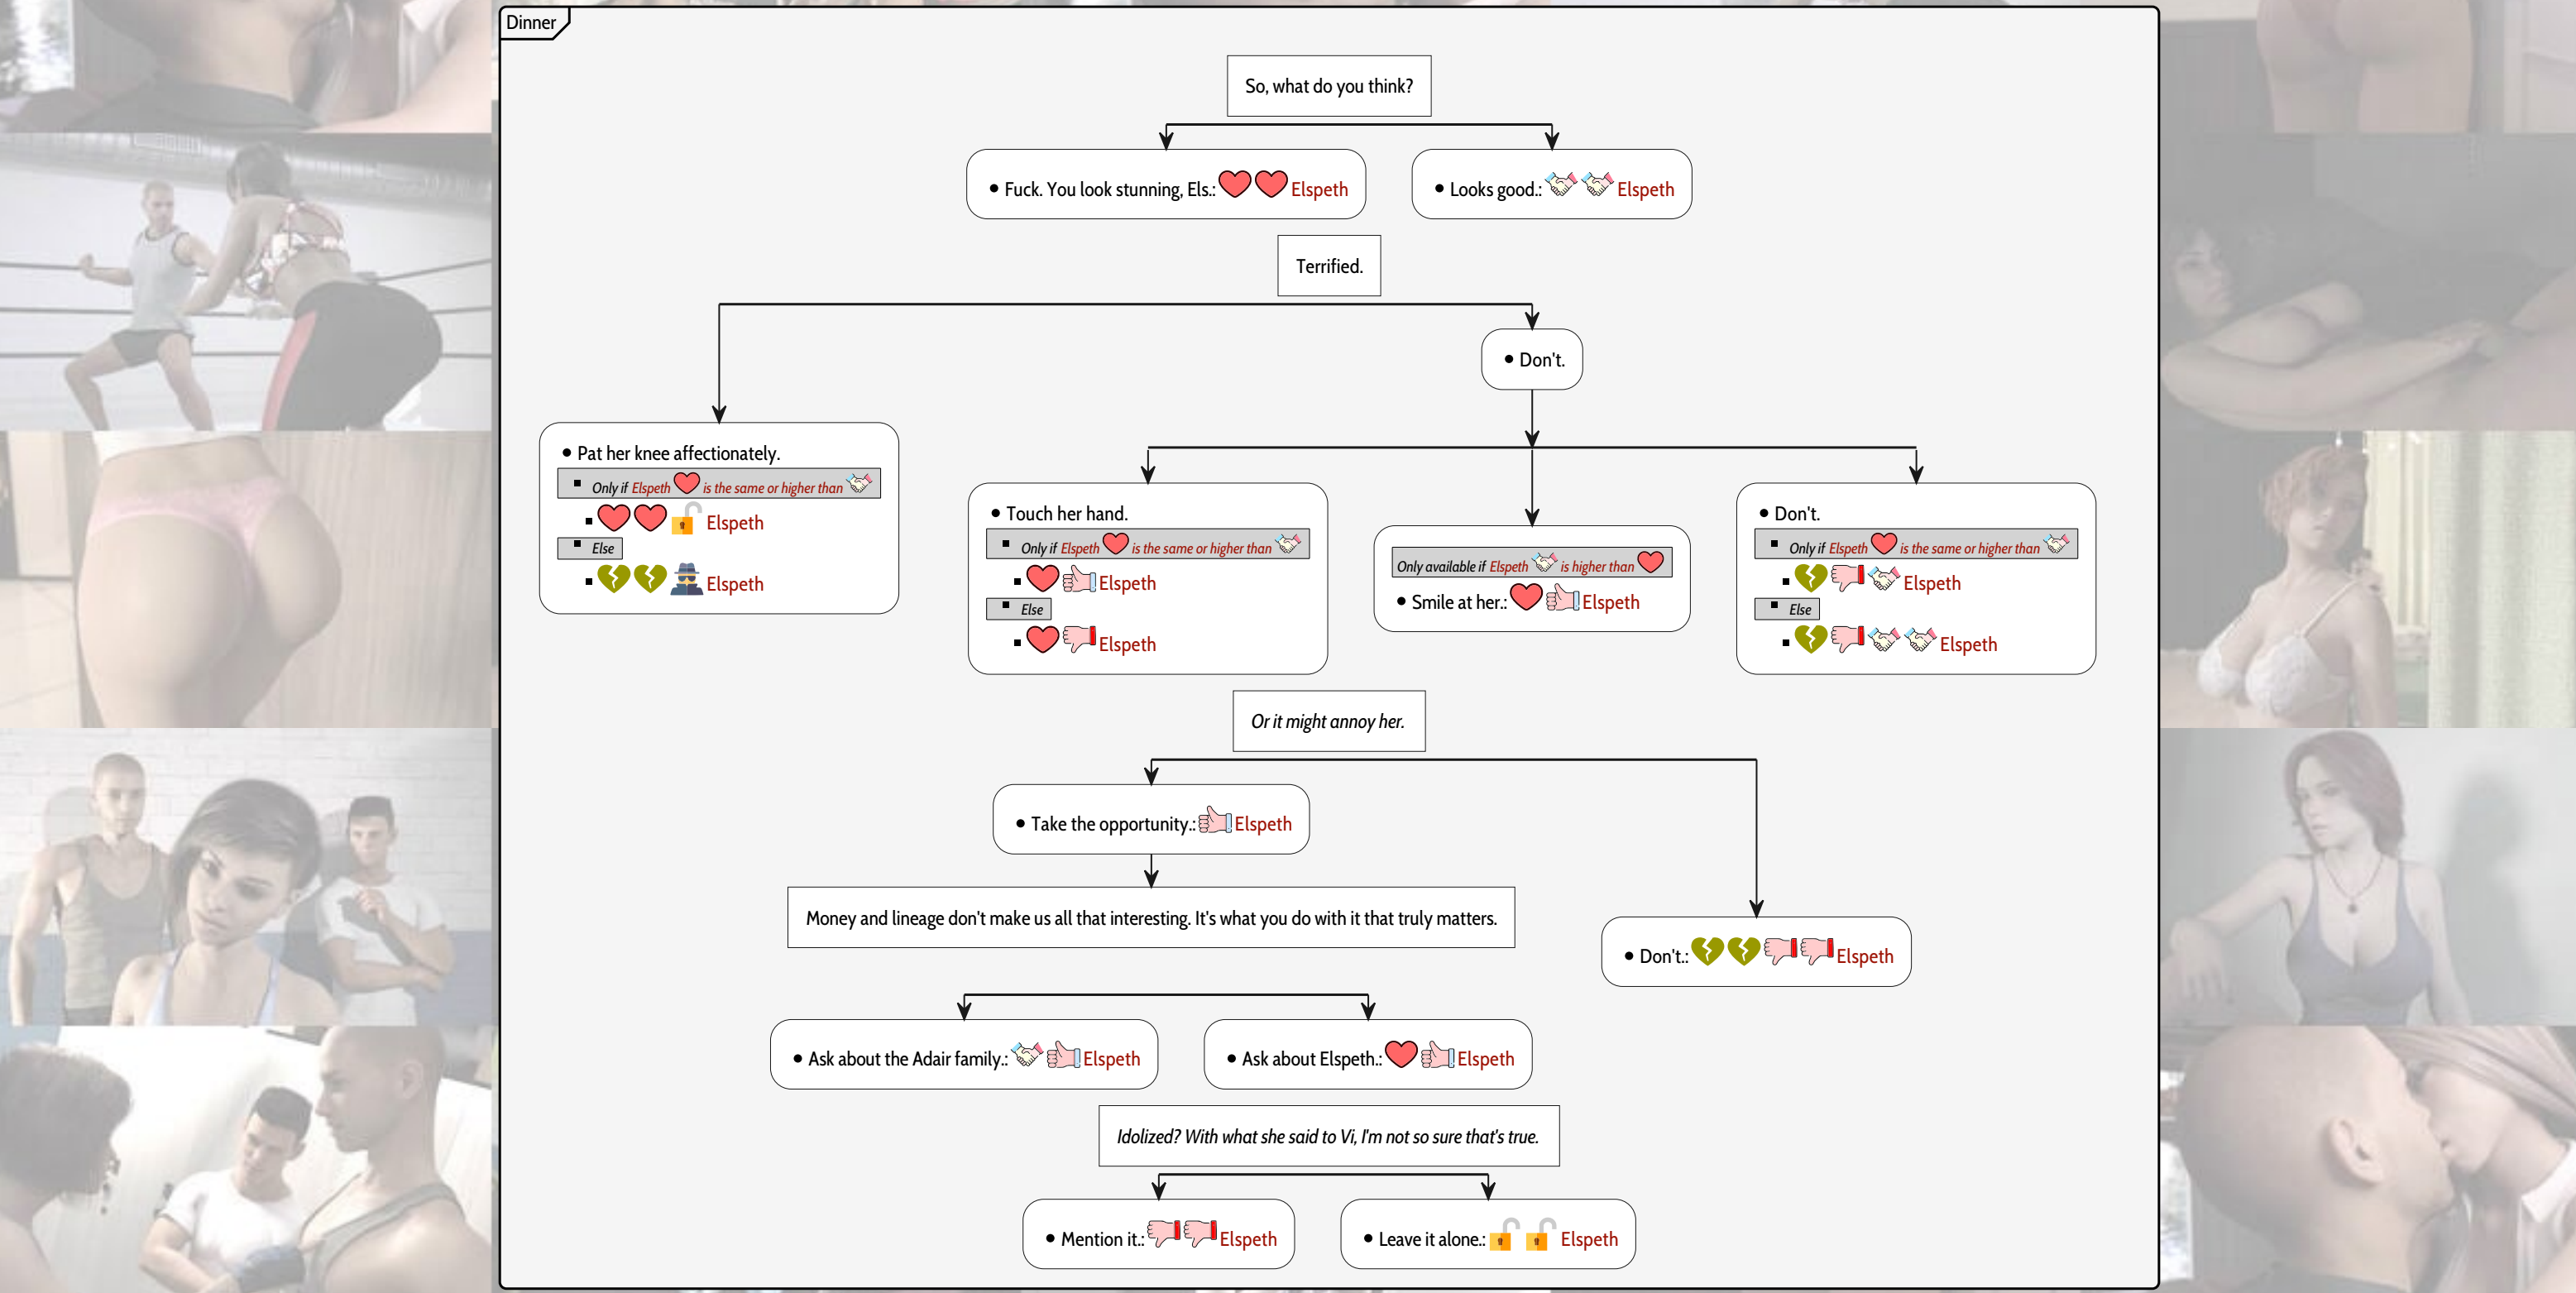 Dinner
So, what do you think?
• Fuck. You look stunning, Els.: Elspeth
• Looks good.: Elspeth
Terrified.
• Don't.
• Pat her knee affectionately.
Only if Elspeth is the same or higher than
Elspeth
Else
Elspeth
• Touch her hand.
Only if Elspeth is the same or higher than
Elspeth
Else
Elspeth
Only available if Elspeth is higher than
• Smile at her.: Elspeth
• Don't.
Only if Elspeth is the same or higher than
Elspeth
Else
Elspeth
Or it might annoy her.
• Take the opportunity.: Elspeth
Money and lineage don't make us all that interesting. It's what you do with it that truly matters.
• Don't.: Elspeth
• Ask about the Adair family.: Elspeth
• Ask about Elspeth.: Elspeth
Idolized? With what she said to Vi, I'm not so sure that's true.
• Mention it.: Elspeth
• Leave it alone.: Elspeth